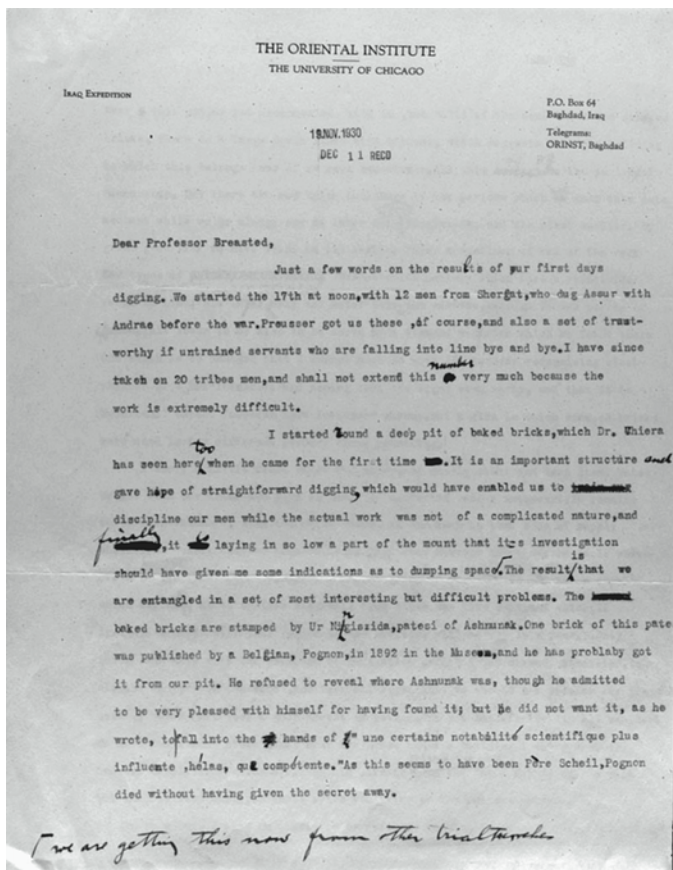 THE ORIENTAL INSTITUTE
THE UNIVERSITY OF CHICAGO
IRAQ EXPEDITION
P.O. Box 64
Baghdad, Iraq
Telegrams:
ORINST, Baghdad
19.NOV.1930
DEC 11 RECD
Dear Professor Breasted,
Just a few words on the results of our first days
digging. We started the 17th at noon,with 12 men from Shergat,who dug Assur with
Andrae before the war.Preusser got us these ,of course,and also a set of trust-
worthy if untrained servants who are falling into line bye and bye.I have since
taken on 20 tribes men,and shall not extend this number very much because the
work is extremely difficult.
I started round a deep pit of baked bricks,which Dr. Chiera
has seen here too when he came for the first time .It is an important structure and
gave hope of straightforward digging, which would have enabled us to
discipline our men while the actual work was not of a complicated nature,and
finally,it laying in so low a part of the mount that its investigation
should have given me some indications as to dumping space.The result is that we
are entangled in a set of most interesting but difficult problems. The
baked bricks are stamped by Ur Ningiszida,patesi of Ashnunak.One brick of this pate
was published by a Belgian, Pognon,in 1892 in the Museon,and he has problably got
it from our pit. He refused to reveal where Ashnunak was, though he admitted
to be very pleased with himself for having found it; but he did not want it, as he
wrote, to fall into the hands of " une certaine notabilité scientifique plus
influente ,hélas, que compétente."As this seems to have been Père Scheil,Pognon
died without having given the secret away.
we are getting this now from other trialtrenches